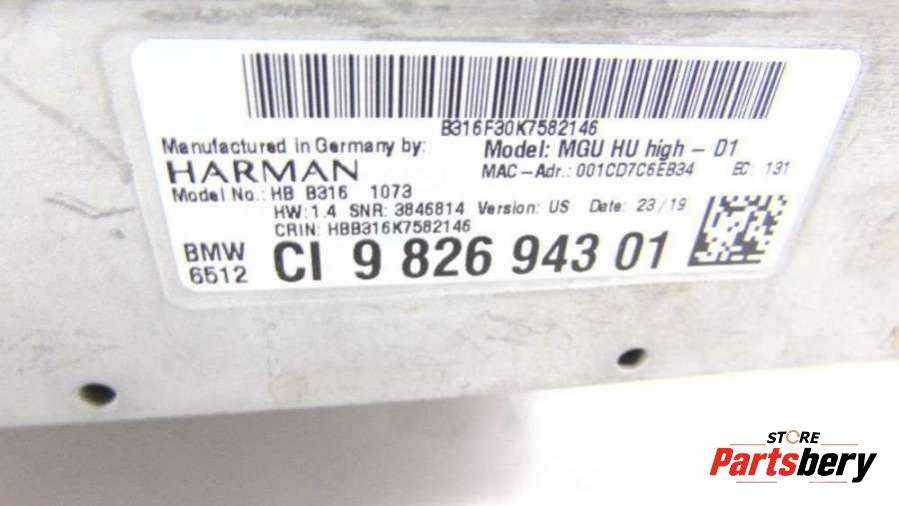 B316F30K7582146
Manufactured in Germany by: Model: MGU HU high - D1
HARMAN MAC-Adr.: 001CD7C6EB34 EC: 131
Model No.: HB B316 1073
HW: 1.4 SNR: 3846814 Version: US Date: 23/19
CRIN: HBB316K7582146
BMW 6512 CI 9 826 943 01
STORE
Partsbery